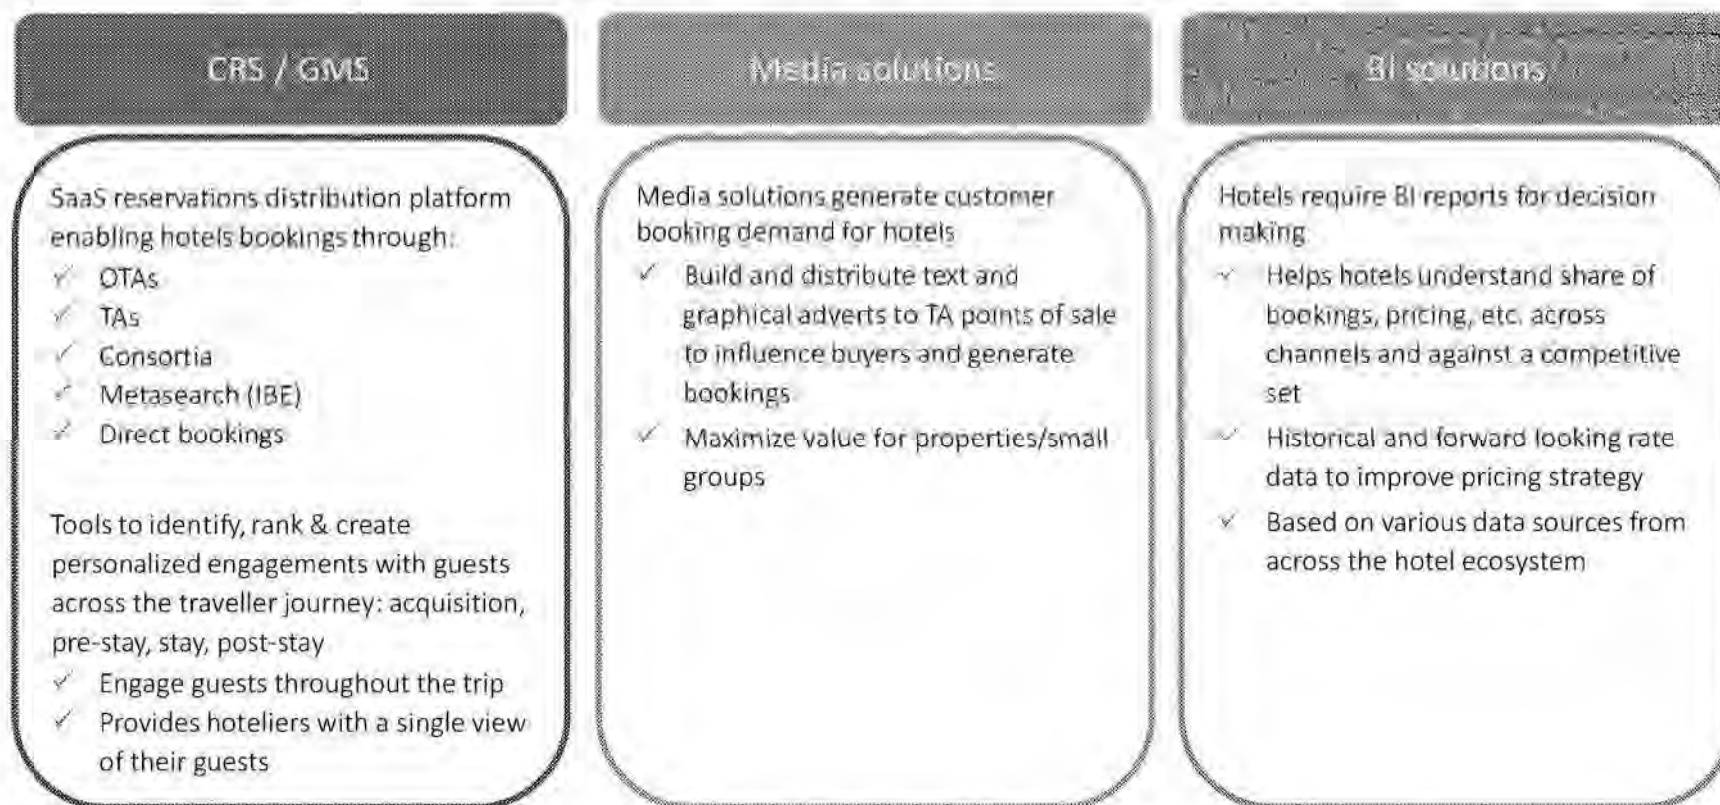 CRS / GMS
SaaS reservations distribution platform
enabling hotels bookings through:
✓ OTAs
✓ TAs
✓ Consortia
✓ Metasearch (IBE)
✓ Direct bookings
Tools to identify, rank & create
personalized engagements with guests
across the traveller journey: acquisition,
pre-stay, stay, post-stay
✓ Engage guests throughout the trip
✓ Provides hoteliers with a single view
of their guests
Media solutions
Media solutions generate customer
booking demand for hotels
✓ Build and distribute text and
graphical adverts to TA points of sale
to influence buyers and generate
bookings
✓ Maximize value for properties/small
groups
BI solutions
Hotels require BI reports for decision
making
✓ Helps hotels understand share of
bookings, pricing, etc. across
channels and against a competitive
set
✓ Historical and forward looking rate
data to improve pricing strategy
✓ Based on various data sources from
across the hotel ecosystem